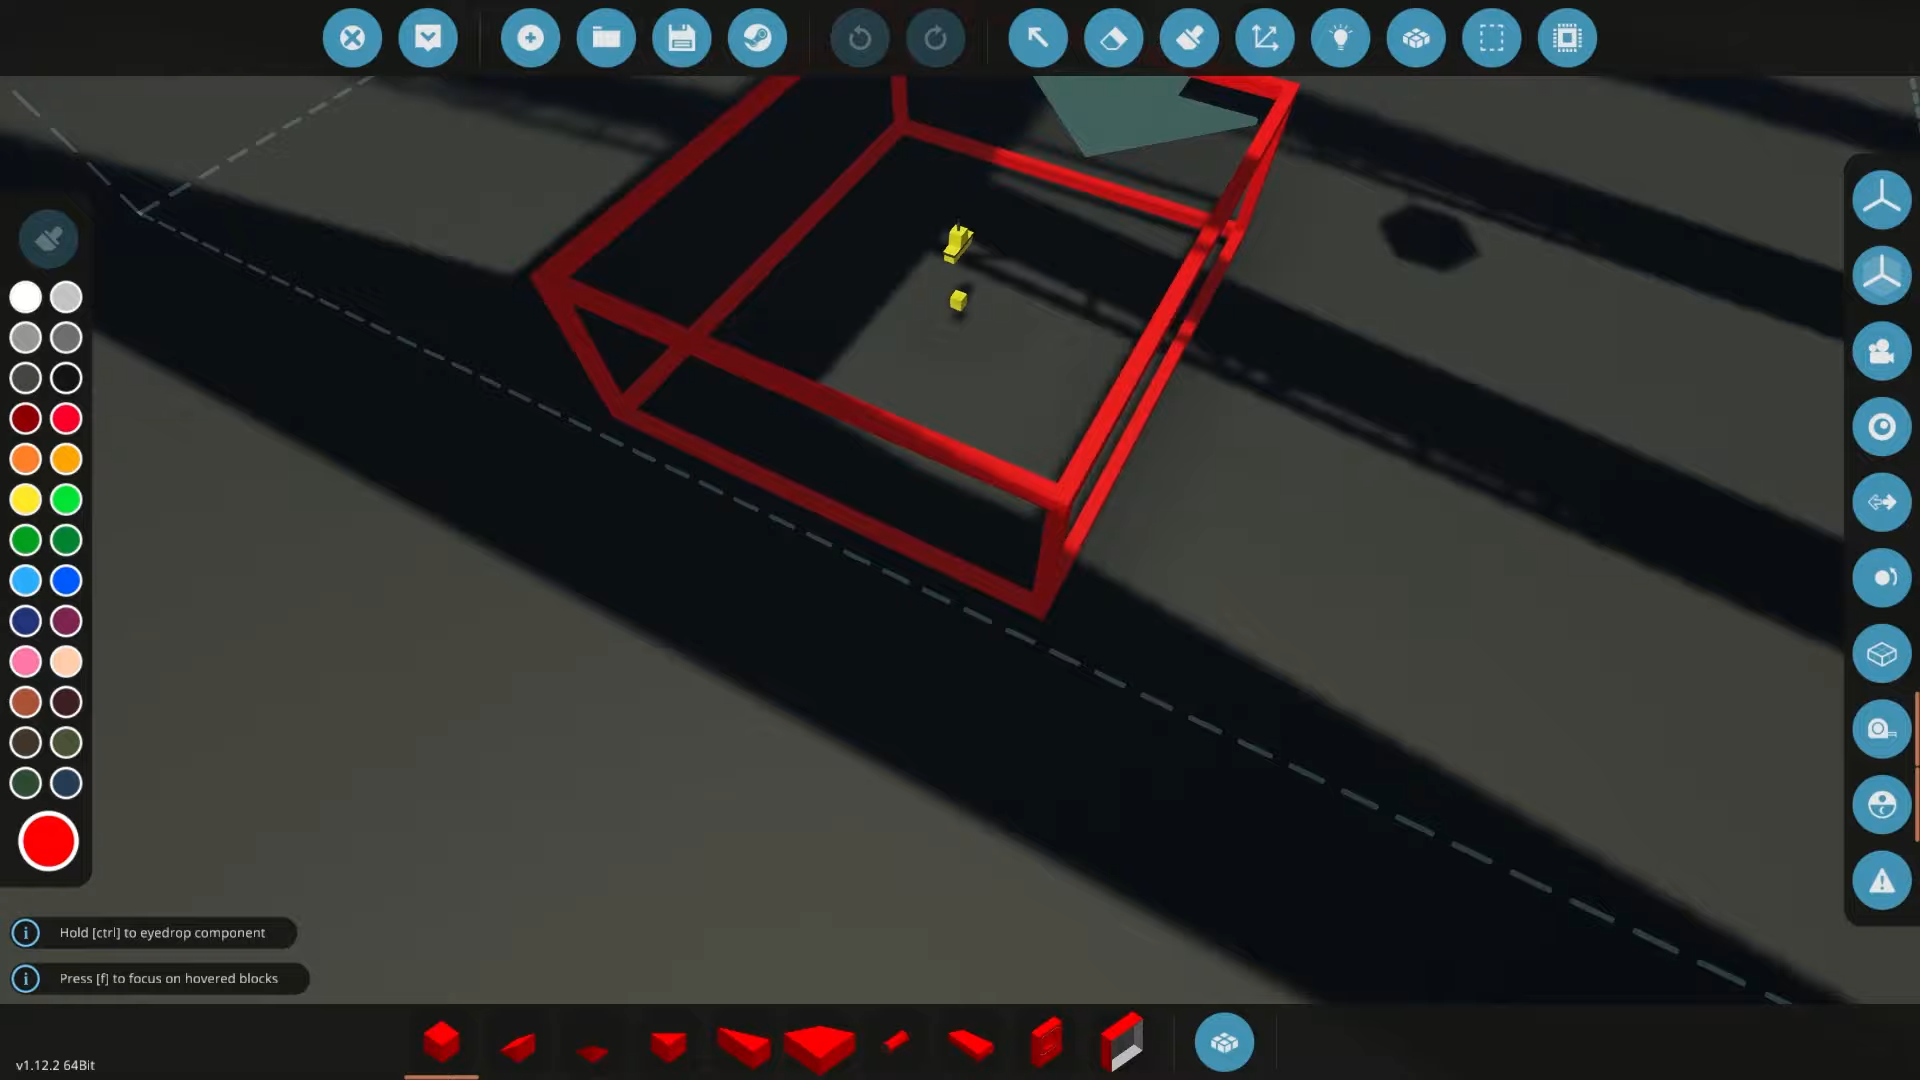 Hold [ctrl] to eyedrop component
Press [f] to focus on hovered blocks
v1.12.2 64Bit